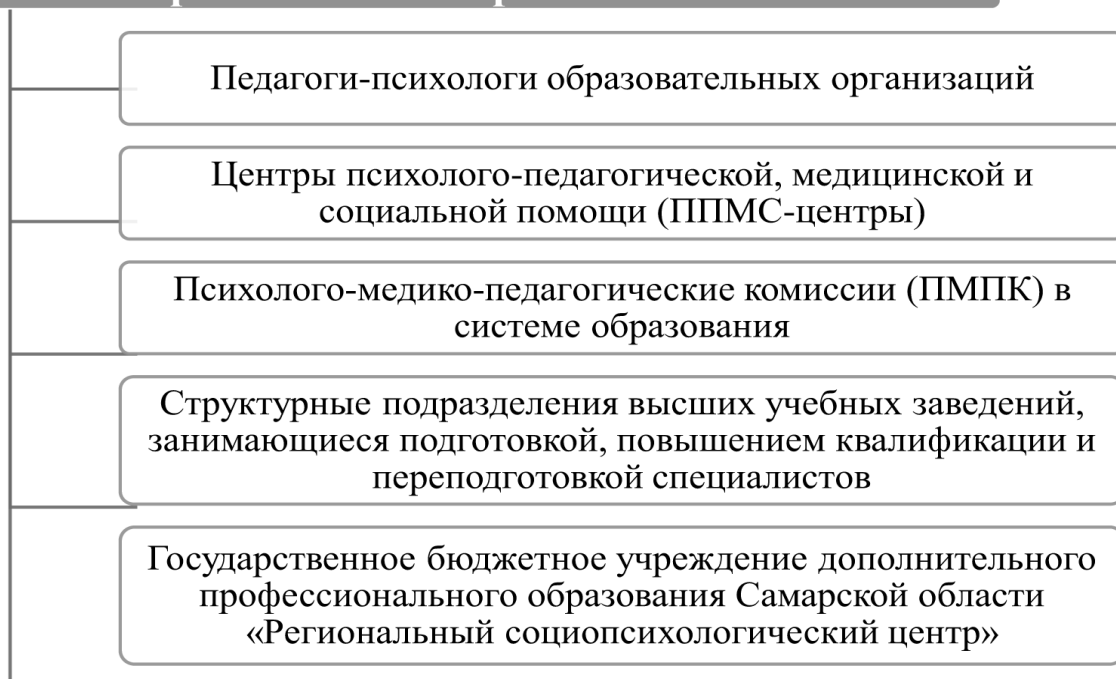 Педагоги-психологи образовательных организаций
Центры психолого-педагогической, медицинской и
социальной помощи (ППМС-центры)
Психолого-медико-педагогические комиссии (ПМПК) в
системе образования
Структурные подразделения высших учебных заведений,
занимающиеся подготовкой, повышением квалификации и
переподготовкой специалистов
Государственное бюджетное учреждение дополнительного
профессионального образования Самарской области
«Региональный социопсихологический центр»